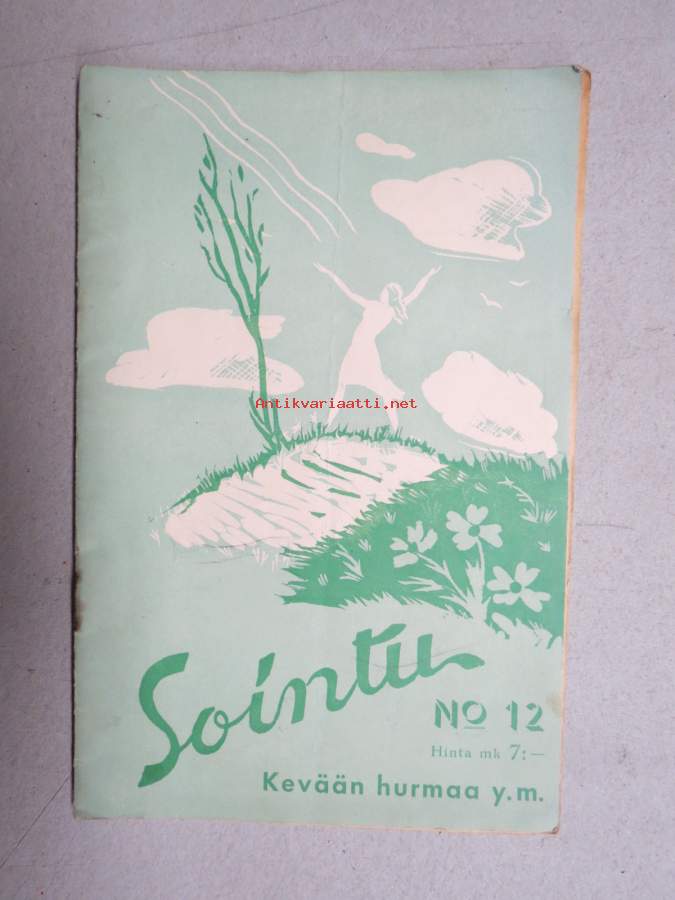 Antikvariaatti.net
Sointu
No 12
Hinta mk 7:—
Kevään hurmaa y.m.